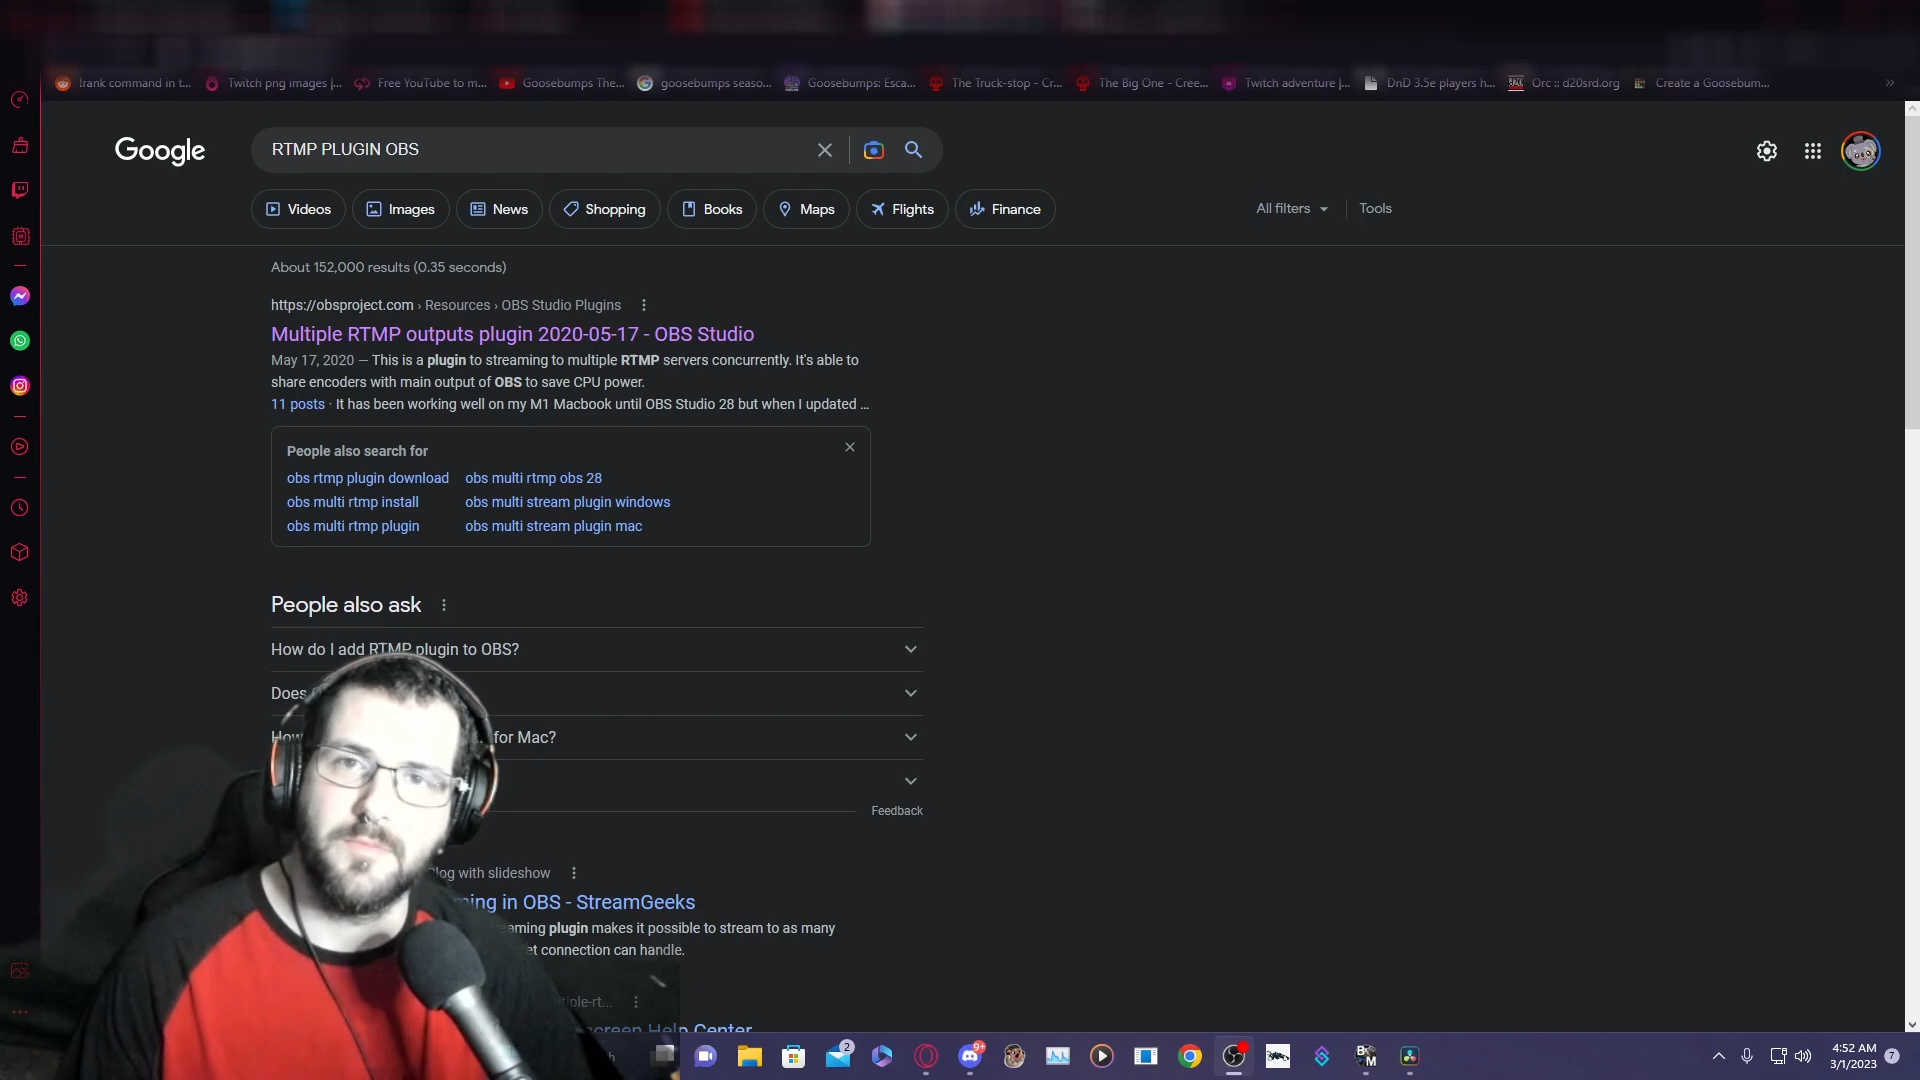 !rank command in t...
Twitch png images |...
Free YouTube to m...
Goosebumps The...
goosebumps seaso...
Goosebumps: Esca...
The Truck-stop - Cr...
The Big One - Cree...
Twitch adventure |...
DnD 3.5e players h...
Orc :: d20srd.org
Create a Goosebum...
Google
RTMP PLUGIN OBS
Videos Images News Shopping Books Maps Flights Finance
All filters Tools
About 152,000 results (0.35 seconds)
https://obsproject.com › Resources › OBS Studio Plugins
Multiple RTMP outputs plugin 2020-05-17 - OBS Studio
May 17, 2020 — This is a plugin to streaming to multiple RTMP servers concurrently. It's able to
share encoders with main output of OBS to save CPU power.
11 posts · It has been working well on my M1 Macbook until OBS Studio 28 but when I updated ...
People also search for
obs rtmp plugin download obs multi rtmp obs 28
obs multi rtmp install obs multi stream plugin windows
obs multi rtmp plugin obs multi stream plugin mac
People also ask
How do I add RTMP plugin to OBS?
Does
How for Mac?
Feedback
with slideshow
in OBS - StreamGeeks
plugin makes it possible to stream to as many
connection can handle.
Help Center
2
9+
4:52 AM
3/1/2023
7